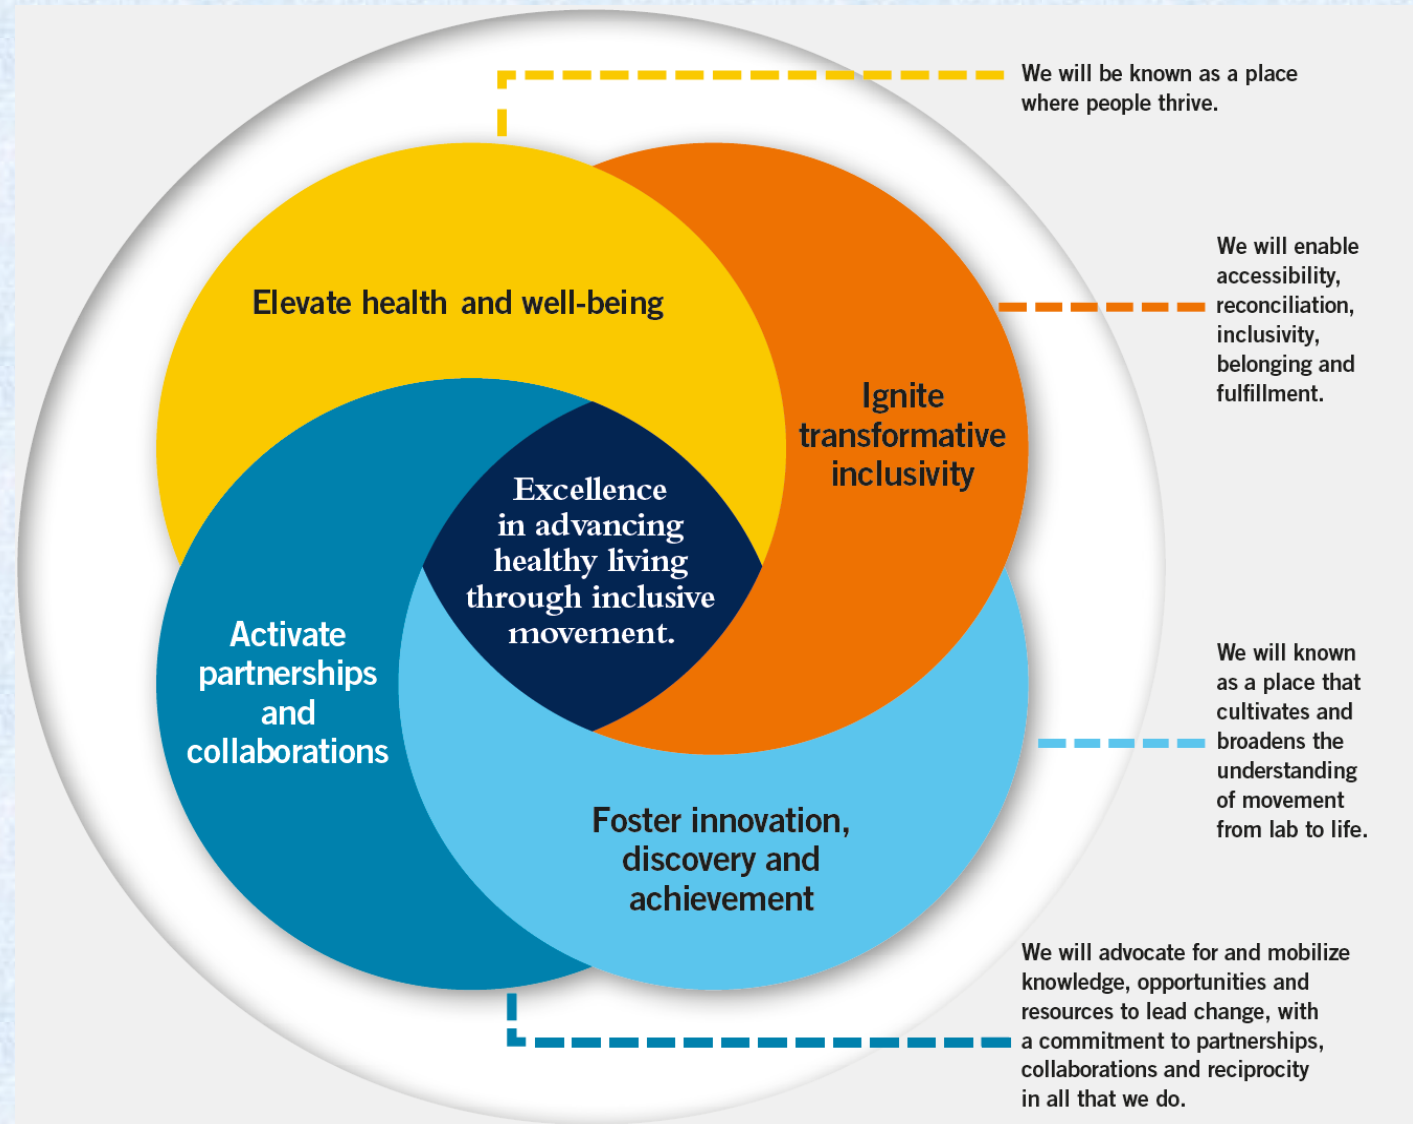 We will be known as a place
where people thrive.
Elevate health and well-being
We will enable
accessibility,
reconciliation,
inclusivity,
belonging and
fulfillment.
Ignite
transformative
inclusivity
Excellence
in advancing
healthy living
through inclusive
movement.
Activate
partnerships
and
collaborations
We will known
as a place that
cultivates and
broadens the
understanding
of movement
from lab to life.
Foster innovation,
discovery and
achievement
We will advocate for and mobilize
knowledge, opportunities and
resources to lead change, with
a commitment to partnerships,
collaborations and reciprocity
in all that we do.